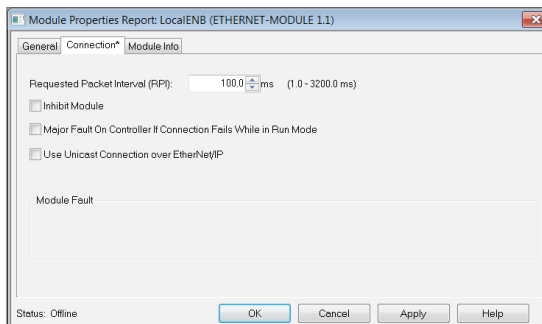 Module Properties Report: LocalENB (ETHERNET-MODULE 1.1)
General Connection* Module Info
Requested Packet Interval (RPI): 100.0 ms (1.0 - 3200.0 ms)
Inhibit Module
Major Fault On Controller If Connection Fails While in Run Mode
Use Unicast Connection over EtherNet/IP
Module Fault
Status: Offline OK Cancel Apply Help